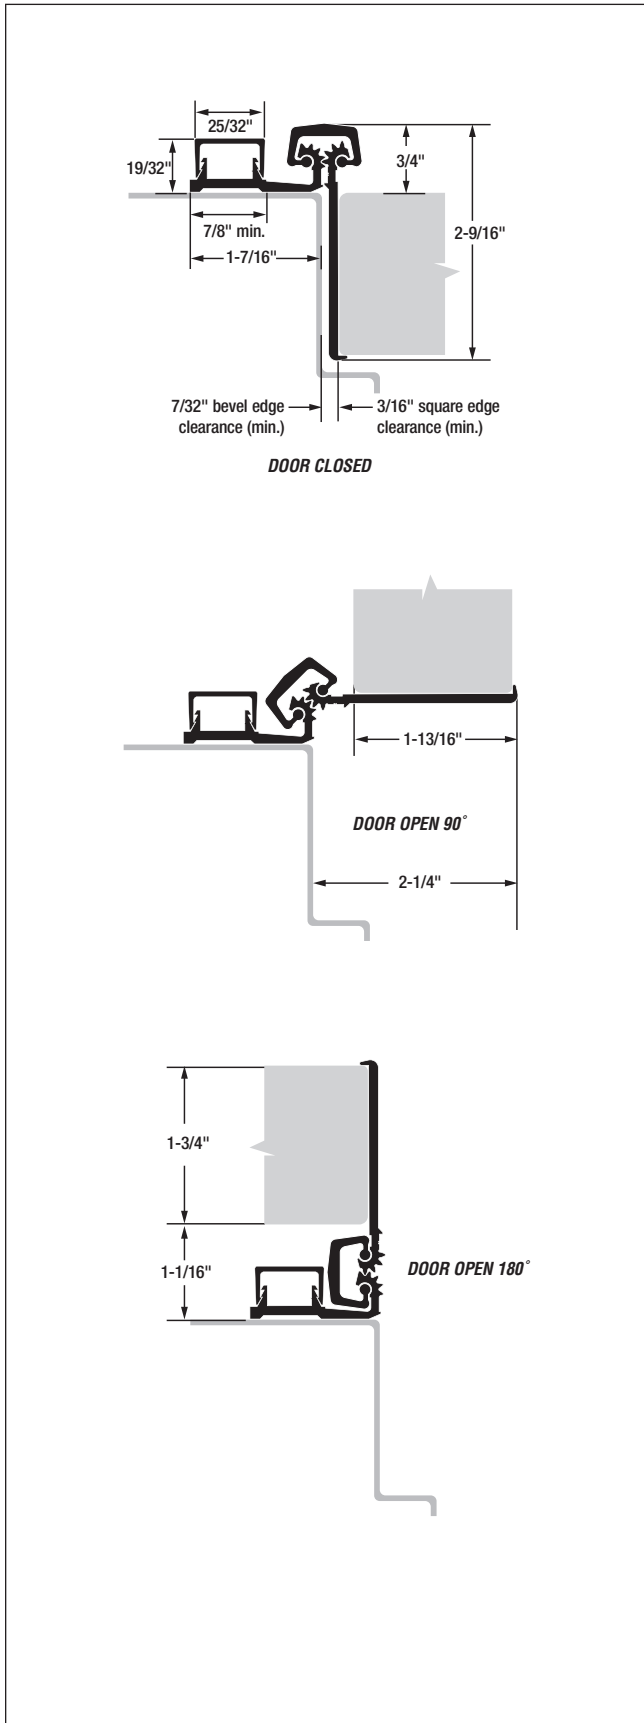 25/32"
19/32"
3/4"
7/8" min.
2-9/16"
1-7/16"
7/32" bevel edge
clearance (min.)
3/16" square edge
clearance (min.)
DOOR CLOSED
1-13/16"
DOOR OPEN 90°
2-1/4"
1-3/4"
1-1/16"
DOOR OPEN 180°